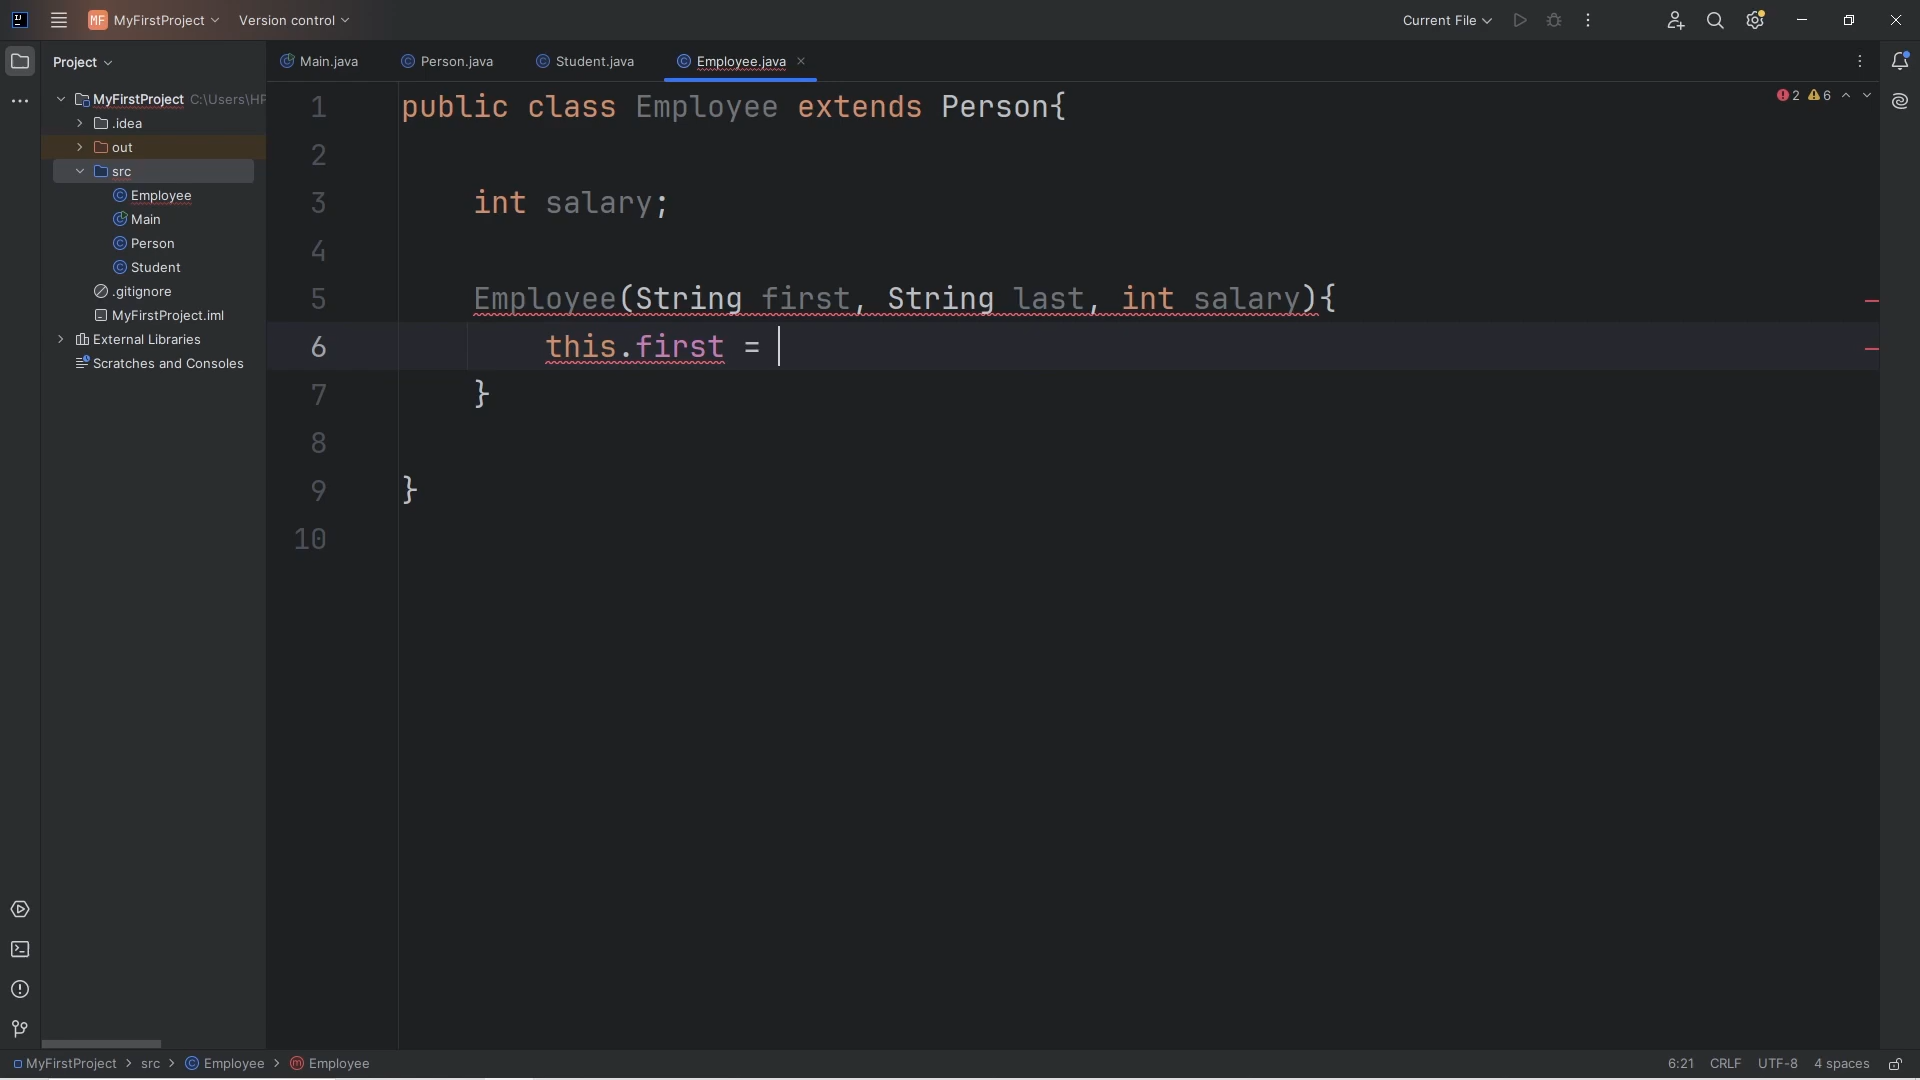 MF MyFirstProject Version control Current File
Project
Main.java Person.java Student.java Employee.java
MyFirstProject C:\Users\HP
.idea
out
src
Employee
Main
Person
Student
.gitignore
MyFirstProject.iml
External Libraries
Scratches and Consoles
2 6
1 public class Employee extends Person{
2
3 int salary;
4
5 Employee(String first, String last, int salary){
6 this.first =
7 }
8
9 }
10
MyFirstProject > src > Employee > Employee 6:21 CRLF UTF-8 4 spaces